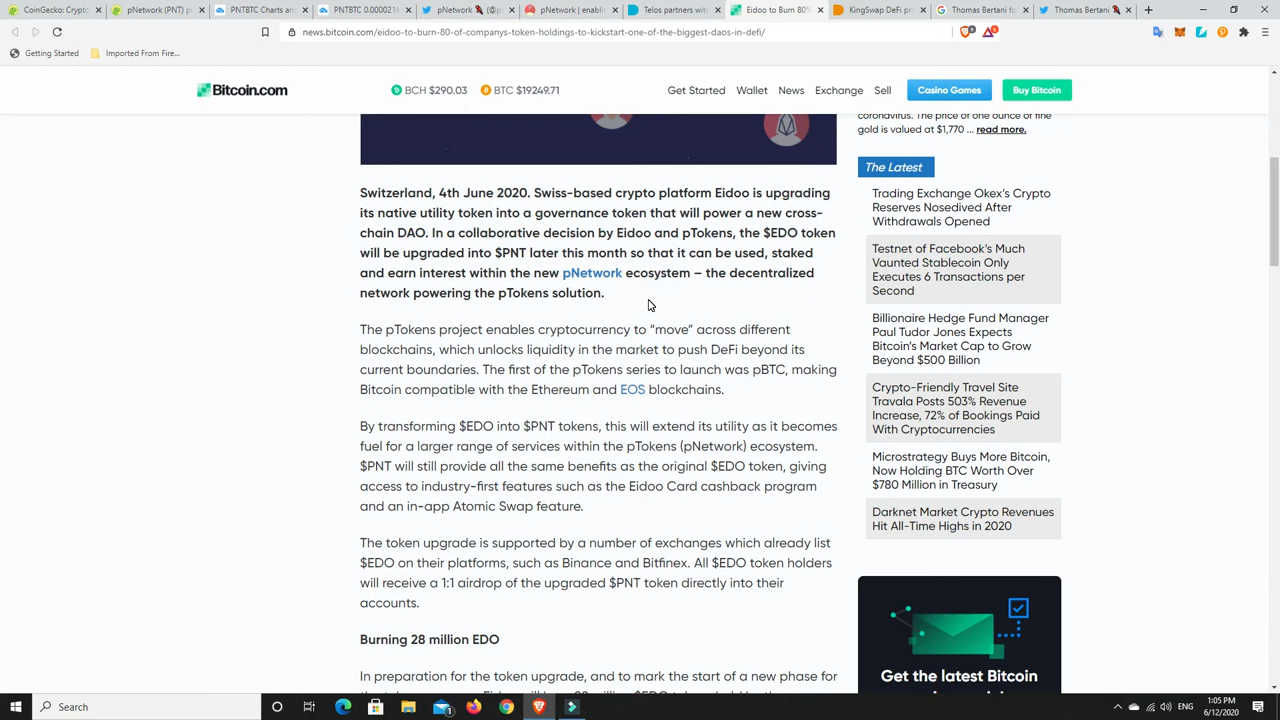 CoinGecko: Crypto
pNetwork (PNT) p
PNTBTC Charts an
PNTBTC 0.0000216
pNetwork (@p
pNetwork | enabli
Telos partners wit
Eidoo to Burn 80%
KingSwap DeFi pr
Thomas Bertani fo
Thomas Bertani
news.bitcoin.com/eidoo-to-burn-80-of-companys-token-holdings-to-kickstart-one-of-the-biggest-daos-in-defi/
Getting Started
Imported From Fire...
Bitcoin.com
BCH $290.03
BTC $19249.71
Get Started
Wallet
News
Exchange
Sell
Casino Games
Buy Bitcoin
coronavirus. The price of one ounce of fine
gold is valued at $1,770 ... read more.
Switzerland, 4th June 2020. Swiss-based crypto platform Eidoo is upgrading
its native utility token into a governance token that will power a new cross-
chain DAO. In a collaborative decision by Eidoo and pTokens, the $EDO token
will be upgraded into $PNT later this month so that it can be used, staked
and earn interest within the new pNetwork ecosystem – the decentralized
network powering the pTokens solution.
The pTokens project enables cryptocurrency to “move” across different
blockchains, which unlocks liquidity in the market to push DeFi beyond its
current boundaries. The first of the pTokens series to launch was pBTC, making
Bitcoin compatible with the Ethereum and EOS blockchains.
By transforming $EDO into $PNT tokens, this will extend its utility as it becomes
fuel for a larger range of services within the pTokens (pNetwork) ecosystem.
$PNT will still provide all the same benefits as the original $EDO token, giving
access to industry-first features such as the Eidoo Card cashback program
and an in-app Atomic Swap feature.
The token upgrade is supported by a number of exchanges which already list
$EDO on their platforms, such as Binance and Bitfinex. All $EDO token holders
will receive a 1:1 airdrop of the upgraded $PNT token directly into their
accounts.
Burning 28 million EDO
In preparation for the token upgrade, and to mark the start of a new phase for
The Latest
Trading Exchange Okex's Crypto
Reserves Nosedived After
Withdrawals Opened
Testnet of Facebook's Much
Vaunted Stablecoin Only
Executes 6 Transactions per
Second
Billionaire Hedge Fund Manager
Paul Tudor Jones Expects
Bitcoin's Market Cap to Grow
Beyond $500 Billion
Crypto-Friendly Travel Site
Travala Posts 503% Revenue
Increase, 72% of Bookings Paid
With Cryptocurrencies
Microstrategy Buys More Bitcoin,
Now Holding BTC Worth Over
$780 Million in Treasury
Darknet Market Crypto Revenues
Hit All-Time Highs in 2020
Get the latest Bitcoin
Search
ENG
1:05 PM
6/12/2020